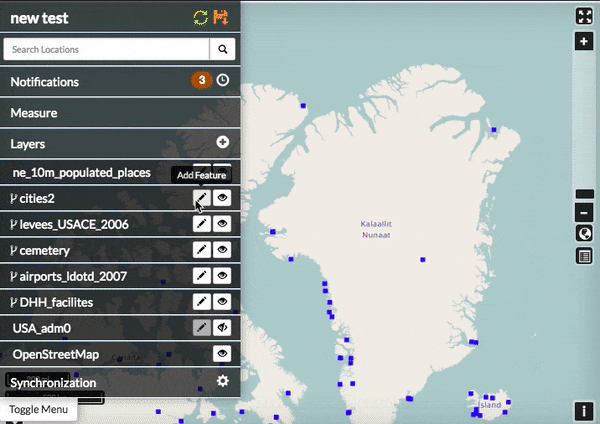 new test
Search Locations
Notifications 3
Measure
Layers
ne_10m_populated_places
Add Feature
cities2
levees_USACE_2006
cemetery
airports_ldotd_2007
DHH_facilites
USA_adm0
OpenStreetMap
Synchronization
Toggle Menu
Kalaallit
Nunaat
Canada
Ísland
+
−
i